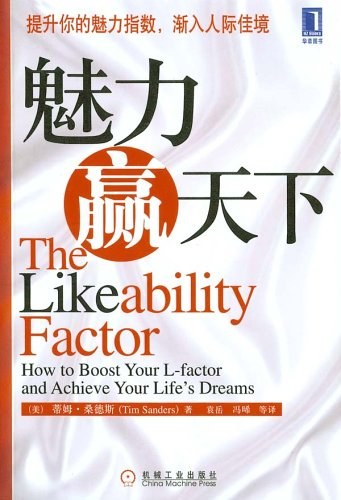 提升你的魅力指数，渐入人际佳境
华章图书
魅力
赢天下
The
Likeability
Factor
How to Boost Your L-factor
and Achieve Your Life's Dreams
（美） 蒂姆·桑德斯 (Tim Sanders) 著 袁岳 冯晞 等译
机械工业出版社
China Machine Press